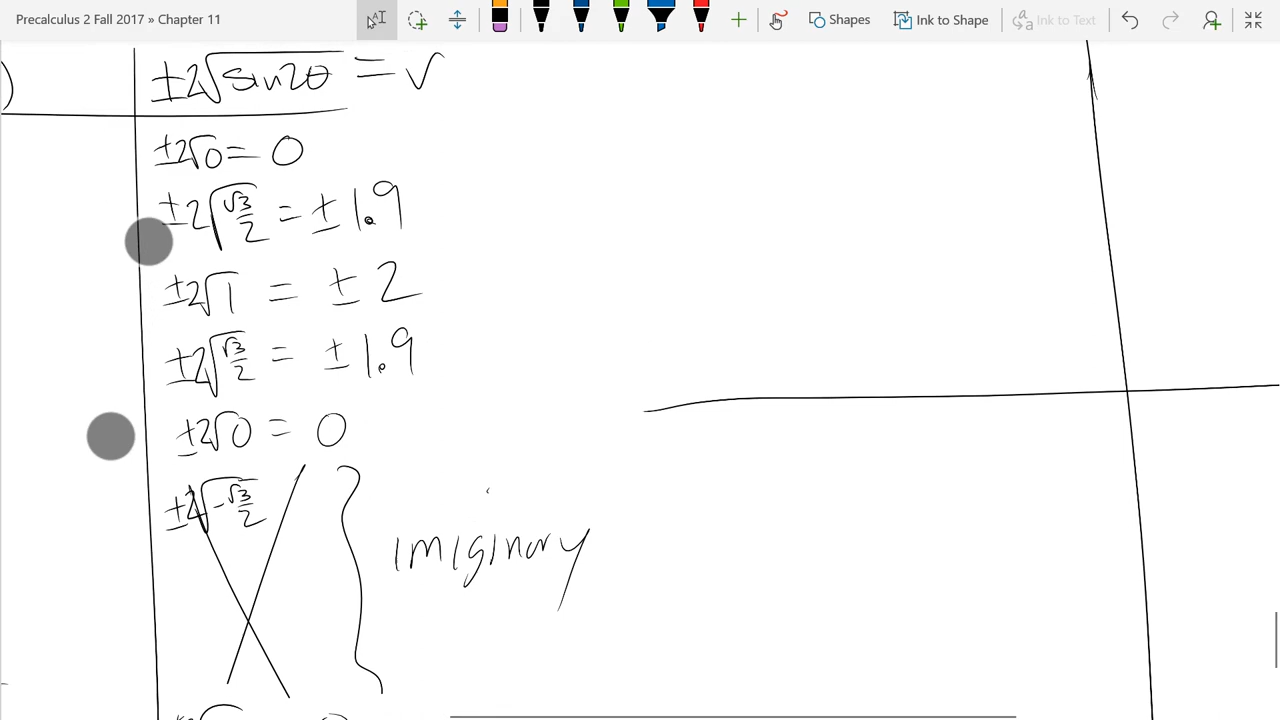 Precalculus 2 Fall 2017 » Chapter 11
Shapes
Ink to Shape
Ink to Text
)
±2√sin2θ = r
±2√0 = 0
±2√(√3/2) = ±1.9
±2√1 = ±2
±2√(√3/2) = ±1.9
±2√0 = 0
±2√(-√3/2)
imiginary